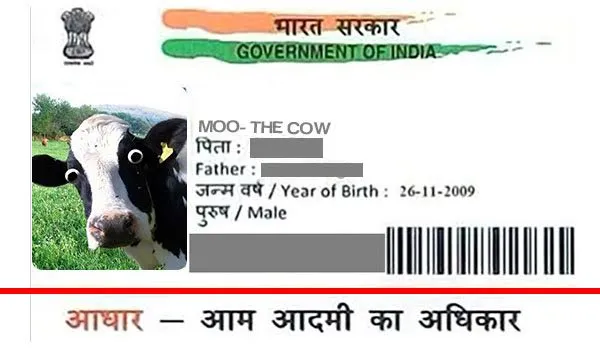 भारत सरकार
GOVERNMENT OF INDIA
MOO- THE COW
पिता :
Father :
जन्म वर्ष / Year of Birth : 26-11-2009
पुरुष / Male
आधार – आम आदमी का अधिकार